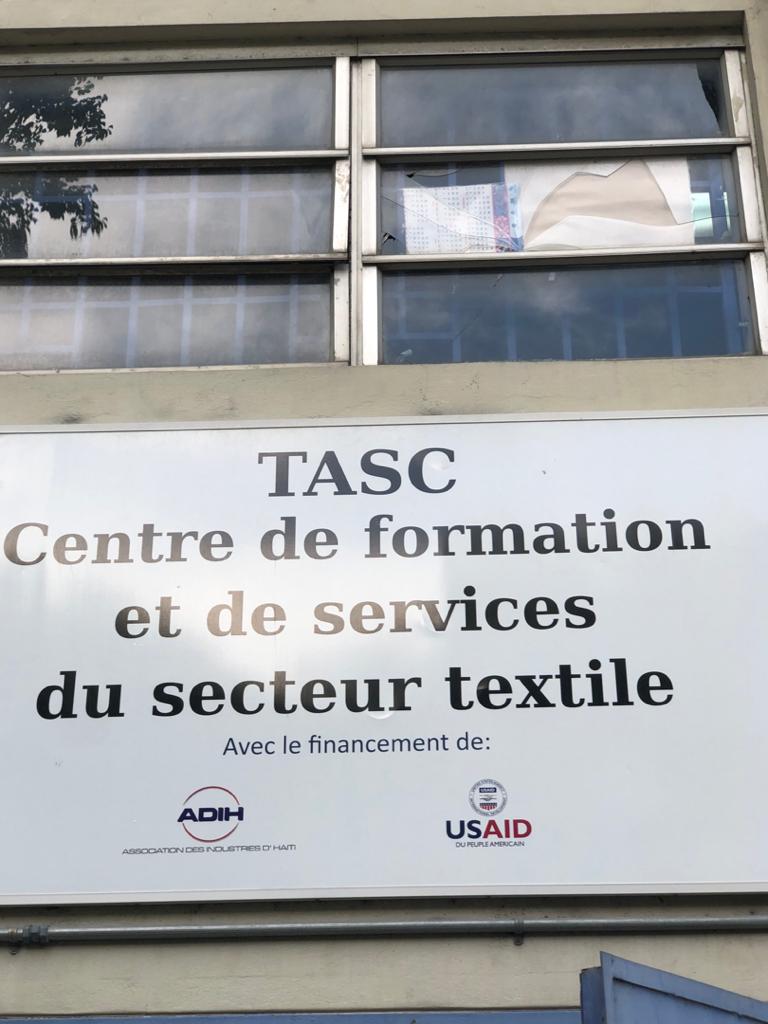 TASC
Centre de formation
et de services
du secteur textile
Avec le financement de:
ADIH
ASSOCIATION DES INDUSTRIES D' HAITI
USAID
USAID
DU PEUPLE AMERICAIN